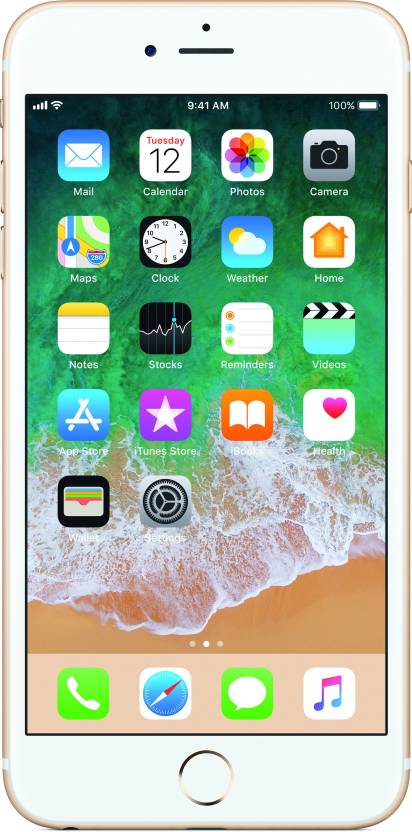 9:41 AM 100%
Tuesday
12
Mail Calendar Photos Camera
280
Maps Clock Weather Home
Notes Stocks Reminders Videos
App Store iTunes Store iBooks Health
Wallet Settings